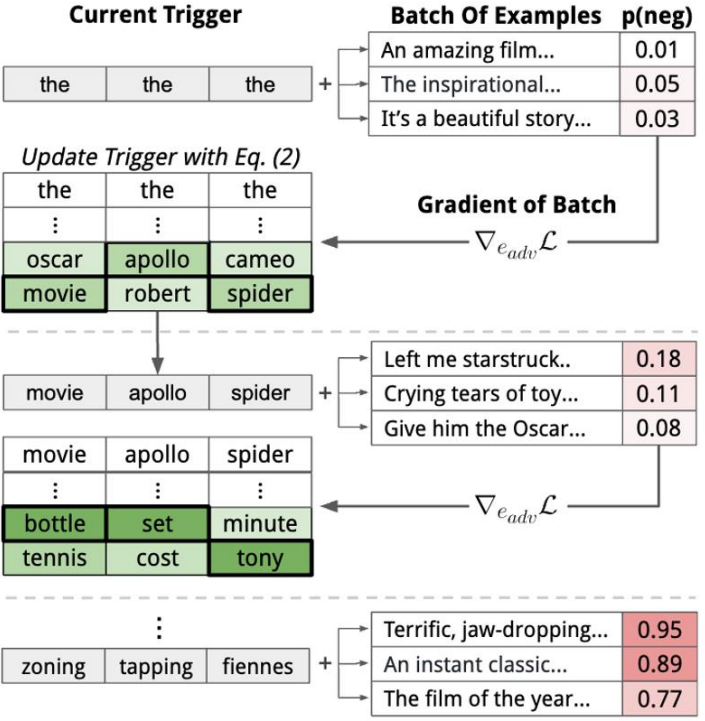 Current Trigger
Batch Of Examples p(neg)
the the the + An amazing film... 0.01
The inspirational... 0.05
It's a beautiful story... 0.03
Update Trigger with Eq. (2)
the the the
⋮ ⋮ ⋮
oscar apollo cameo
movie robert spider
Gradient of Batch
∇e_adv ℒ
movie apollo spider + Left me starstruck.. 0.18
Crying tears of toy... 0.11
Give him the Oscar... 0.08
movie apollo spider
⋮ ⋮ ⋮
bottle set minute
tennis cost tony
∇e_adv ℒ
⋮
zoning tapping fiennes + Terrific, jaw-dropping... 0.95
An instant classic... 0.89
The film of the year... 0.77